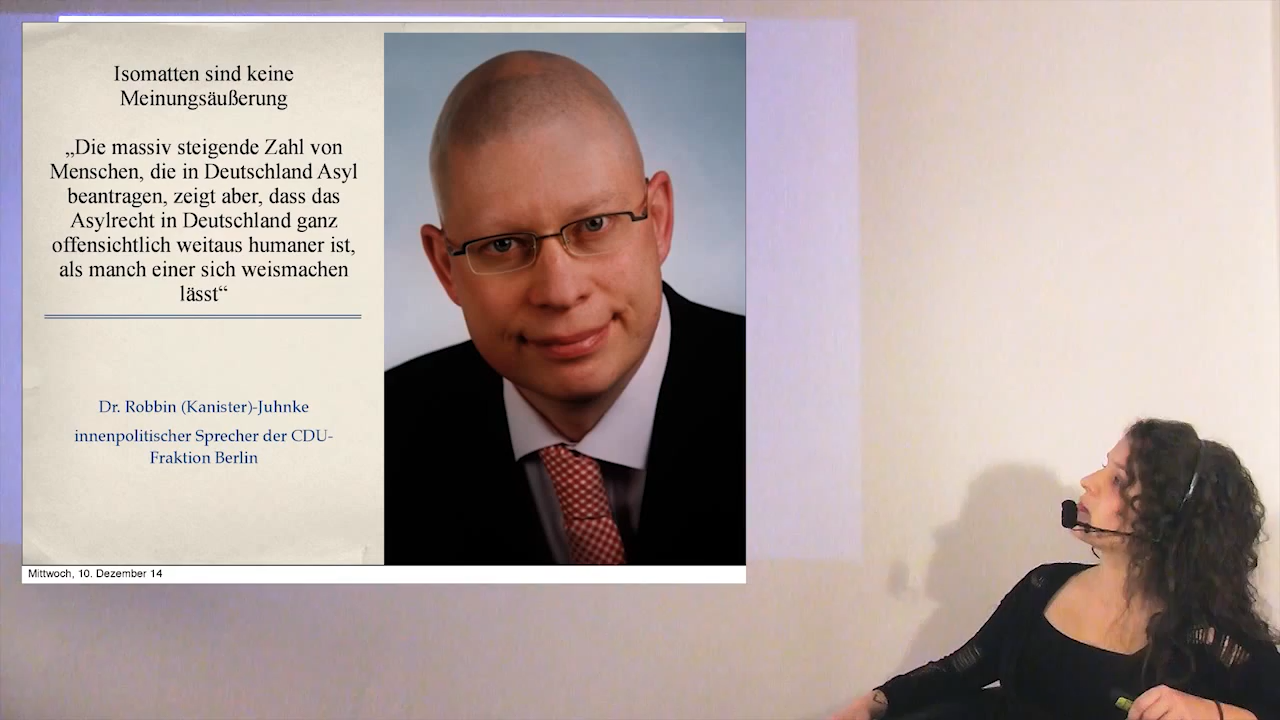 Isomatten sind keine
Meinungsäußerung
„Die massiv steigende Zahl von
Menschen, die in Deutschland Asyl
beantragen, zeigt aber, dass das
Asylrecht in Deutschland ganz
offensichtlich weitaus humaner ist,
als manch einer sich weismachen
lässt“
Dr. Robbin (Kanister)-Juhnke
innenpolitischer Sprecher der CDU-
Fraktion Berlin
Mittwoch, 10. Dezember 14